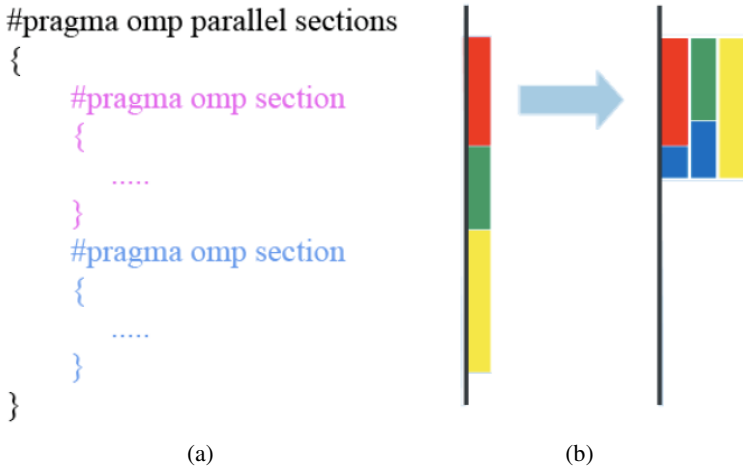 #pragma omp parallel sections
{
#pragma omp section
{
.....
}
#pragma omp section
{
.....
}
}
(a)
(b)